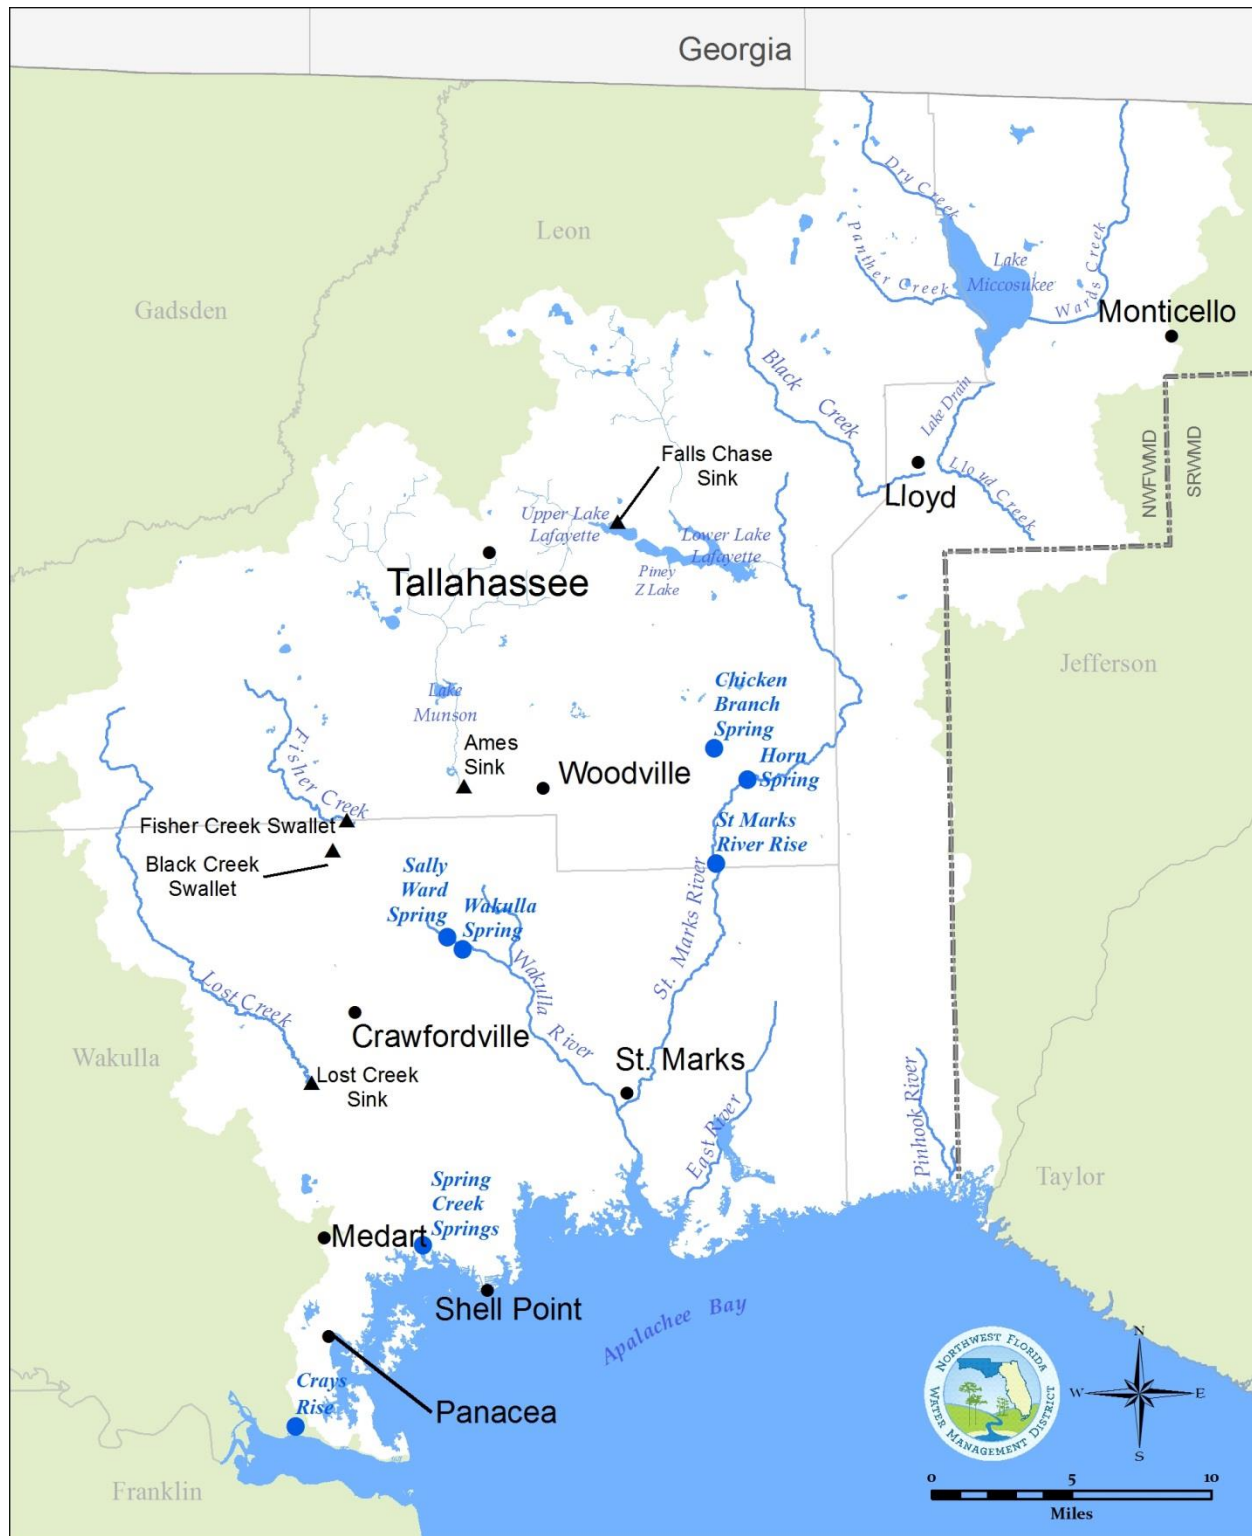 Georgia
Dry Creek
Leon
Panther Creek
Lake
Miccosukee
Wards Creek
Gadsden
Monticello
Black Creek
Lake Drain
NWFWMD
SRWMD
Falls Chase
Sink
Lloyd
Lloyd Creek
Upper Lake
Lafayette
Lower Lake
Lafayette
Piney
Z Lake
Tallahassee
Jefferson
Chicken
Branch
Spring
Lake
Munson
Fisher Creek
Ames
Sink
Woodville
Horn
Spring
Fisher Creek Swallet
St Marks
River Rise
Black Creek
Swallet
Sally
Ward
Spring
Wakulla
Spring
St. Marks River
Wakulla River
Lost Creek
Crawfordville
Wakulla
St. Marks
Lost Creek
Sink
East River
Pinhook River
Taylor
Spring
Creek
Springs
Medart
Shell Point
Apalachee Bay
Crays
Rise
Panacea
Franklin
NORTHWEST FLORIDA
WATER MANAGEMENT DISTRICT
N
W
E
S
0 5 10
Miles